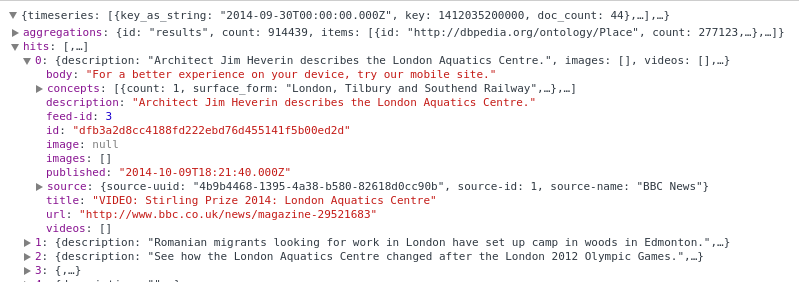 {timeseries: [{key_as_string: "2014-09-30T00:00:00.000Z", key: 1412035200000, doc_count: 44},…],…}
aggregations: {id: "results", count: 914439, items: [{id: "http://dbpedia.org/ontology/Place", count: 277123,…},…]}
hits: [,…]
0: {description: "Architect Jim Heverin describes the London Aquatics Centre.", images: [], videos: [],…}
body: "For a better experience on your device, try our mobile site."
concepts: [{count: 1, surface_form: "London, Tilbury and Southend Railway",…},…]
description: "Architect Jim Heverin describes the London Aquatics Centre."
feed-id: 3
id: "dfb3a2d8cc4188fd222ebd76d455141f5b00ed2d"
image: null
images: []
published: "2014-10-09T18:21:40.000Z"
source: {source-uuid: "4b9b4468-1395-4a38-b580-82618d0cc90b", source-id: 1, source-name: "BBC News"}
title: "VIDEO: Stirling Prize 2014: London Aquatics Centre"
url: "http://www.bbc.co.uk/news/magazine-29521683"
videos: []
1: {description: "Romanian migrants looking for work in London have set up camp in woods in Edmonton.",…}
2: {description: "See how the London Aquatics Centre changed after the London 2012 Olympic Games.",…}
3: {,…}